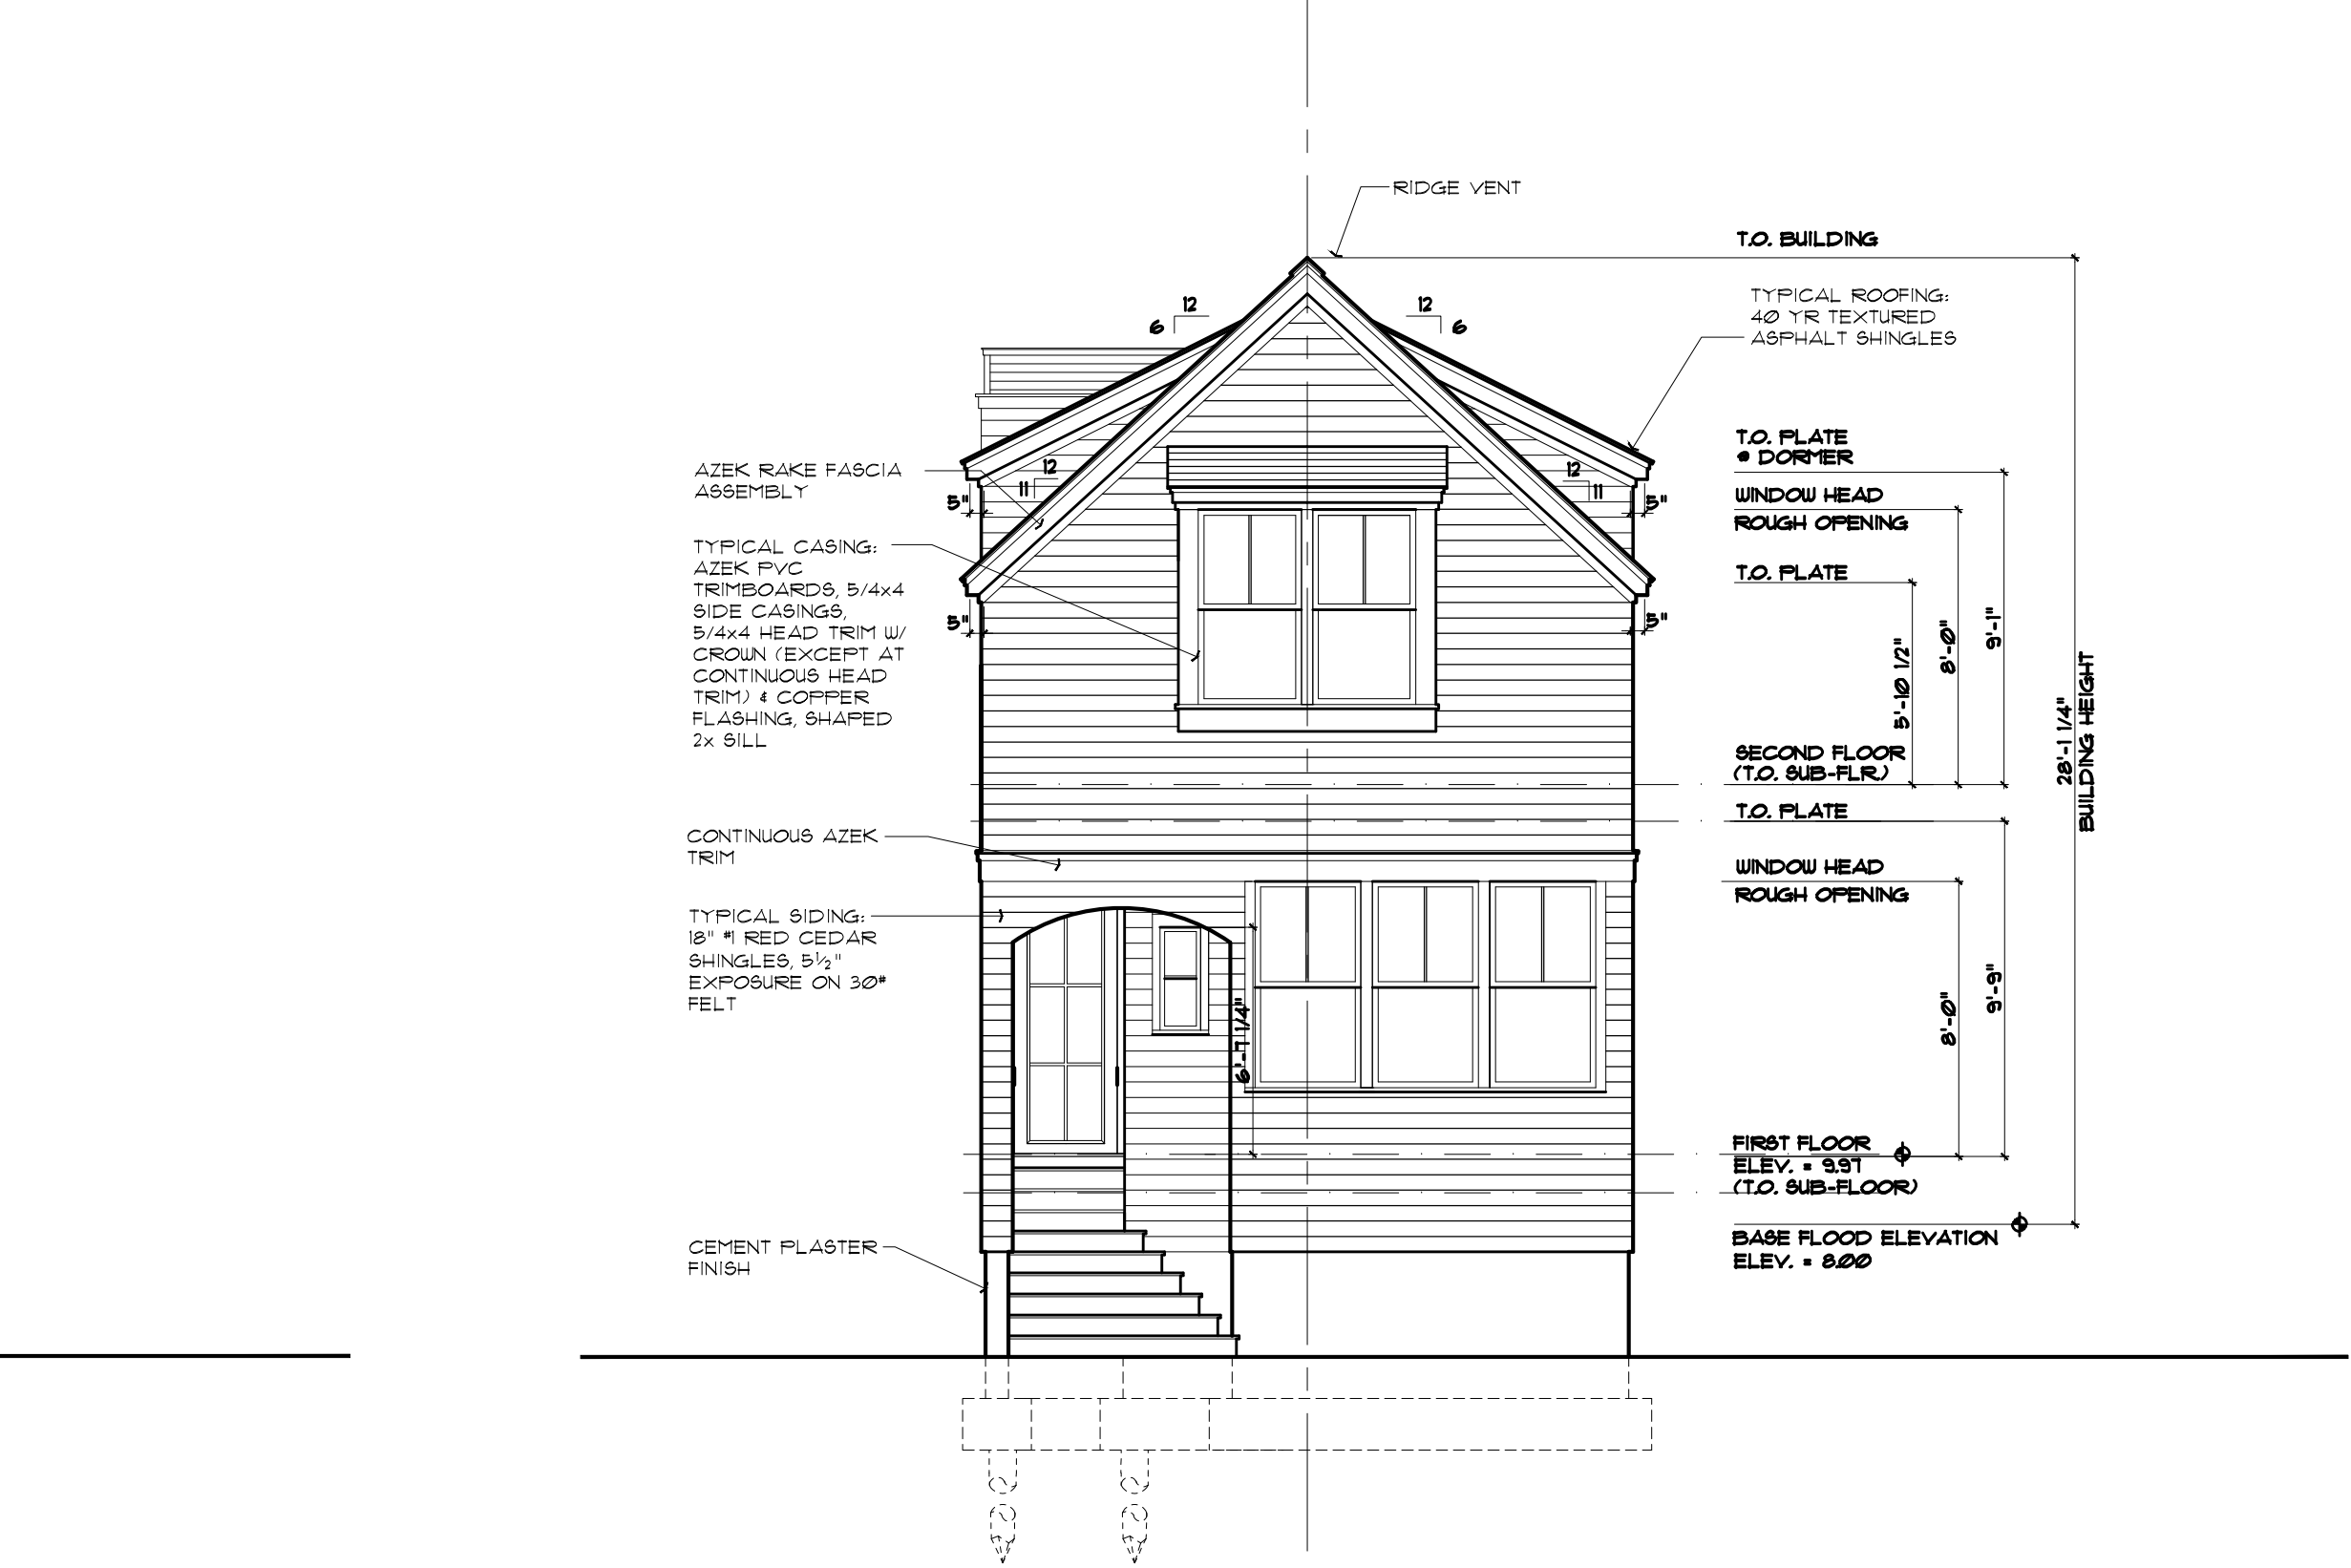 RIDGE VENT
T.O. BUILDING
12
6
12
6
TYPICAL ROOFING:
40 YR TEXTURED
ASPHALT SHINGLES
T.O. PLATE
@ DORMER
AZEK RAKE FASCIA
ASSEMBLY
12
11
12
11
5"
5"
WINDOW HEAD
ROUGH OPENING
TYPICAL CASING:
AZEK PVC
TRIMBOARDS, 5/4x4
SIDE CASINGS,
5/4x4 HEAD TRIM W/
CROWN (EXCEPT AT
CONTINUOUS HEAD
TRIM) & COPPER
FLASHING, SHAPED
2x SILL
T.O. PLATE
5"
5"
5'-10 1/2"
8'-0"
9'-1"
28'-1 1/4"
BUILDING HEIGHT
SECOND FLOOR
(T.O. SUB-FLR.)
T.O. PLATE
CONTINUOUS AZEK
TRIM
WINDOW HEAD
ROUGH OPENING
TYPICAL SIDING:
18" #1 RED CEDAR
SHINGLES, 5½"
EXPOSURE ON 30#
FELT
6'-7 1/4"
8'-0"
9'-9"
FIRST FLOOR
ELEV. = 9.97
(T.O. SUB-FLOOR)
CEMENT PLASTER
FINISH
BASE FLOOD ELEVATION
ELEV. = 8.00